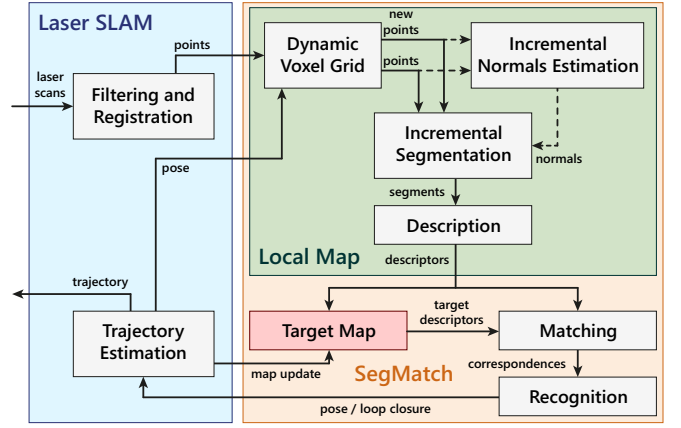 Laser SLAM
laser
scans
Filtering and
Registration
points
Dynamic
Voxel Grid
new
points
points
Incremental
Normals Estimation
Incremental
Segmentation
normals
segments
Description
Local Map
descriptors
pose
trajectory
Trajectory
Estimation
map update
Target Map
target
descriptors
Matching
SegMatch
correspondences
Recognition
pose / loop closure